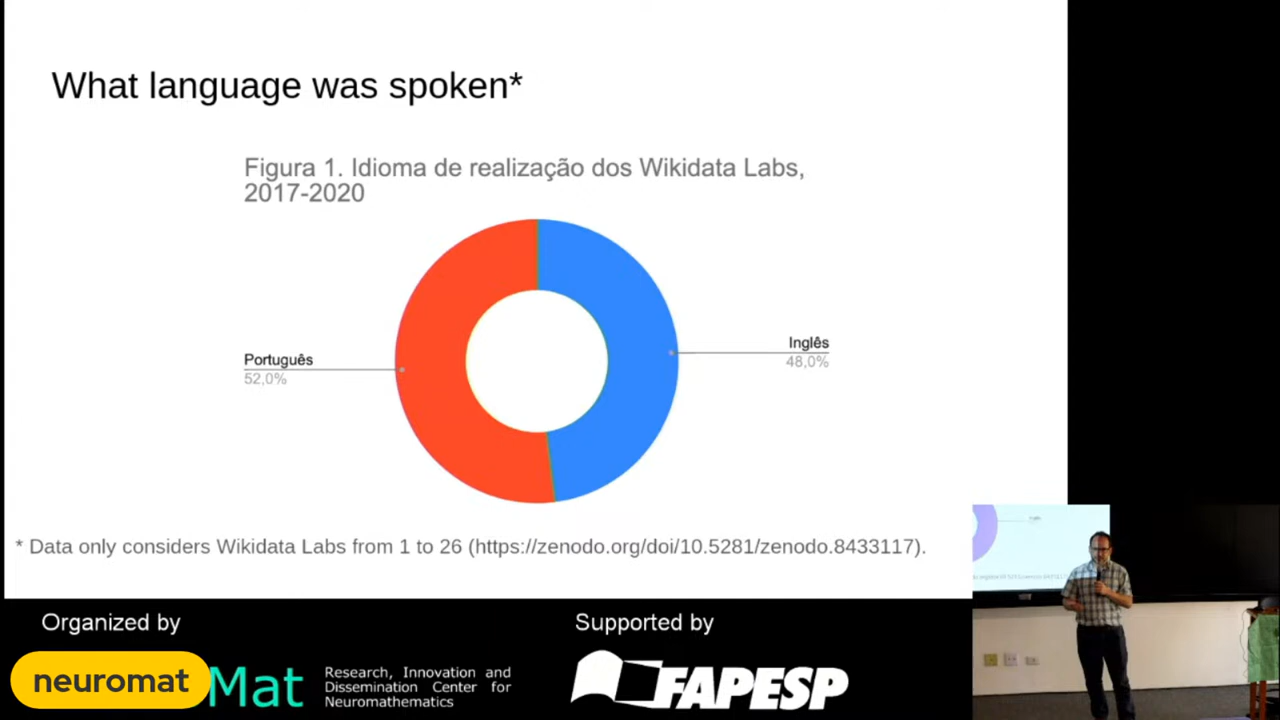 What language was spoken*
Figura 1. Idioma de realização dos Wikidata Labs,
2017-2020
Português
52,0%
Inglês
48,0%
* Data only considers Wikidata Labs from 1 to 26 (https://zenodo.org/doi/10.5281/zenodo.8433117).
Organized by
Supported by
neuromat
Mat
Research, Innovation and
Dissemination Center for
Neuromathematics
FAPESP